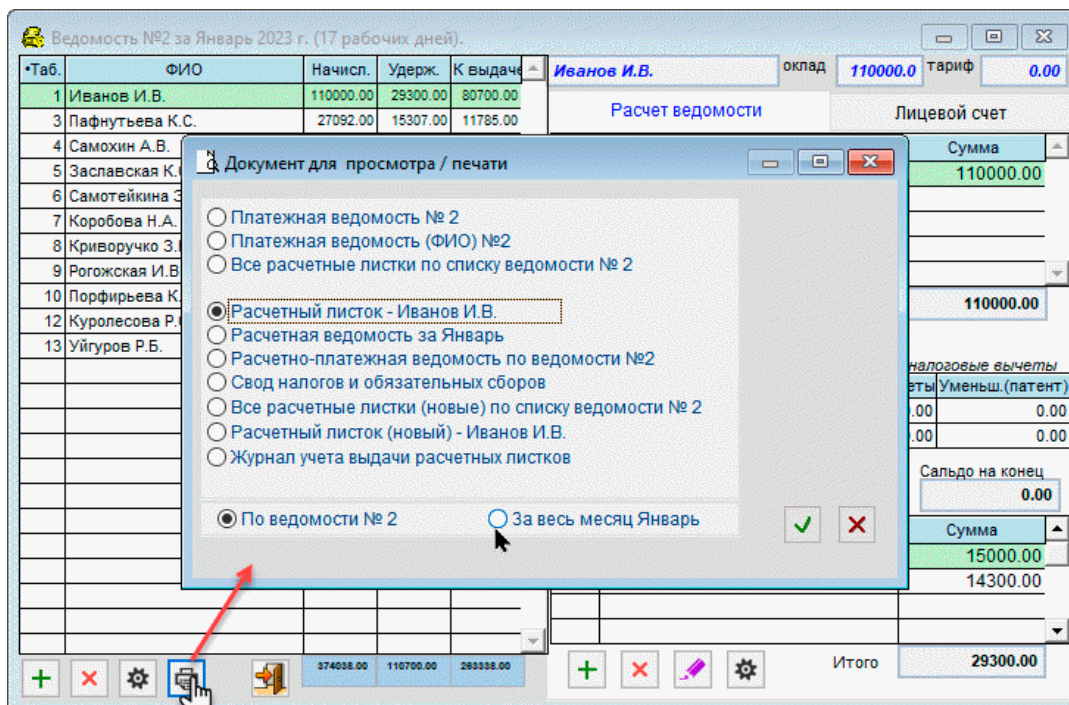 Ведомость №2 за Январь 2023 г. (17 рабочих дней).
•Таб. ФИО Начисл. Удерж. К выдаче
1 Иванов И.В. 110000.00 29300.00 80700.00
3 Пафнутьева К.С. 27092.00 15307.00 11785.00
4 Самохин А.В.
5 Заславская К.
6 Самотейкина
7 Коробова Н.А.
8 Криворучко З.
9 Рогожская И.В
10 Порфирьева К.
12 Куролесова Р.
13 Уйгуров Р.Б.
374038.00 110700.00 263338.00
Иванов И.В. оклад 110000.0 тариф 0.00
Расчет ведомости Лицевой счет
Сумма
110000.00
110000.00
налоговые вычеты
еты Уменьш.(патент)
.00 0.00
.00 0.00
Сальдо на конец
0.00
Сумма
15000.00
14300.00
Итого 29300.00
Документ для просмотра / печати
Платежная ведомость № 2
Платежная ведомость (ФИО) №2
Все расчетные листки по списку ведомости № 2
Расчетный листок - Иванов И.В.
Расчетная ведомость за Январь
Расчетно-платежная ведомость по ведомости №2
Свод налогов и обязательных сборов
Все расчетные листки (новые) по списку ведомости № 2
Расчетный листок (новый) - Иванов И.В.
Журнал учета выдачи расчетных листков
По ведомости № 2 За весь месяц Январь